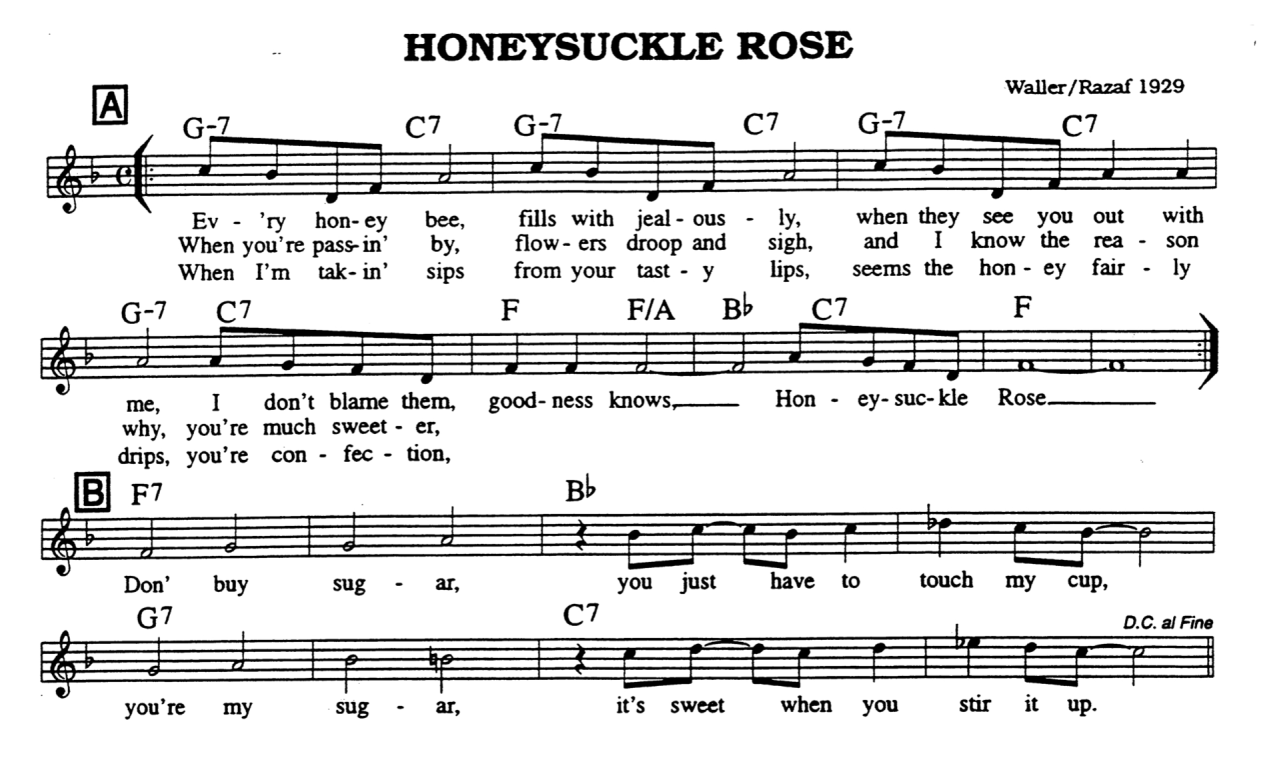 HONEYSUCKLE ROSE
Waller/Razaf 1929
A
G-7 C7 G-7 C7 G-7 C7
Ev - 'ry hon- ey bee, fills with jeal - ous - ly, when they see you out with
When you're pass- in' by, flow - ers droop and sigh, and I know the rea - son
When I'm tak- in' sips from your tast - y lips, seems the hon - ey fair - ly
G-7 C7 F F/A B♭ C7 F
me, I don't blame them, good- ness knows, Hon - ey- suc- kle Rose
why, you're much sweet - er,
drips, you're con - fec - tion,
B F7 B♭
Don' buy sug - ar, you just have to touch my cup,
G7 C7 D.C. al Fine
you're my sug - ar, it's sweet when you stir it up.